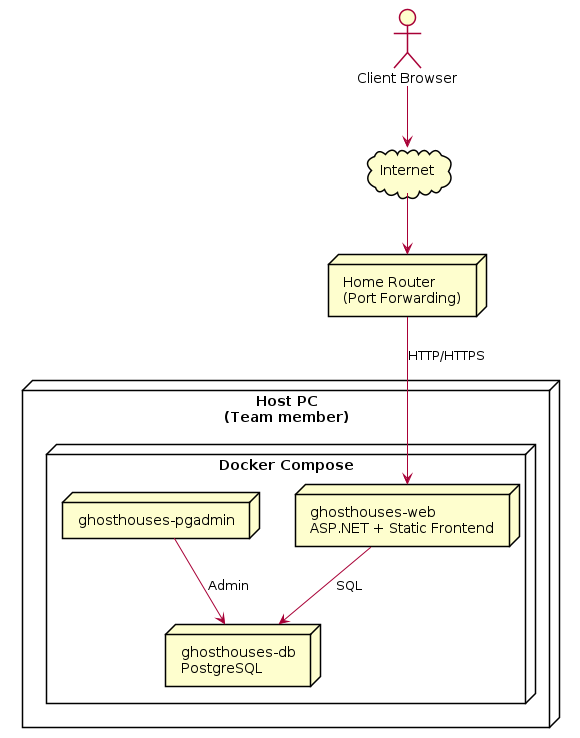 Client Browser
Internet
Home Router
(Port Forwarding)
HTTP/HTTPS
Host PC
(Team member)
Docker Compose
ghosthouses-pgadmin
ghosthouses-web
ASP.NET + Static Frontend
Admin
SQL
ghosthouses-db
PostgreSQL